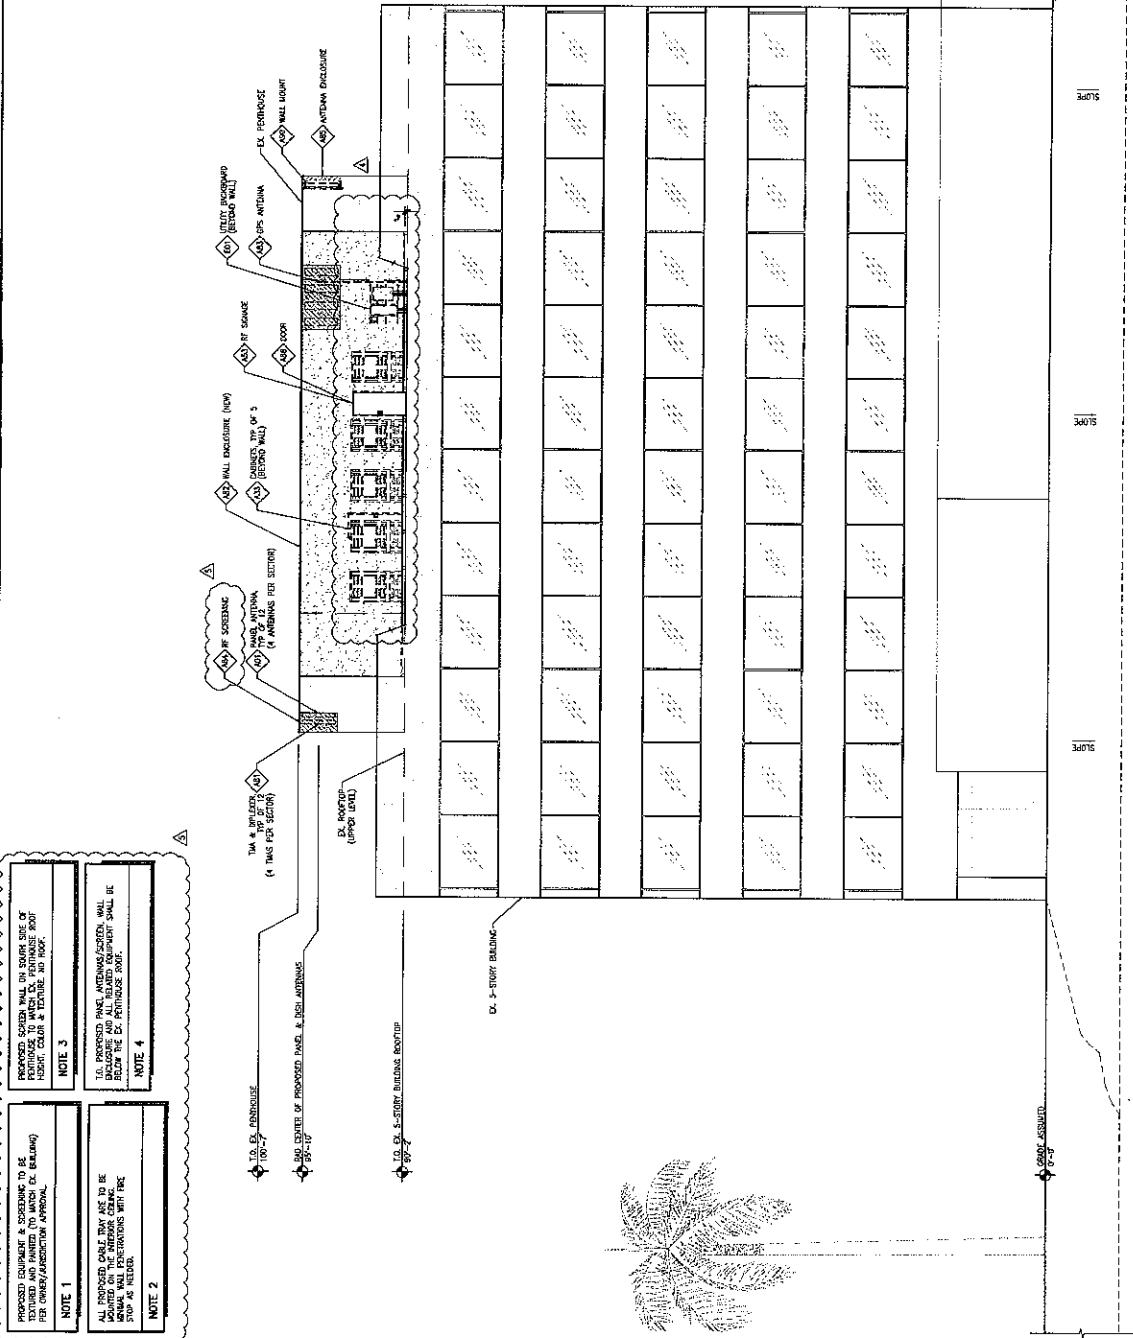 PROPOSED EQUIPMENT & SCREENING TO BE
TEXTURED AND PAINTED (TO MATCH EX. BUILDING)
PER OWNER/JURISDICTION APPROVAL.
NOTE 1
ALL PROPOSED CABLE TRAY ARE TO BE
MOUNTED ON THE INTERIOR CEILING.
MINIMAL WALL PENETRATIONS WITH FIRE
STOP AS NEEDED.
NOTE 2
PROPOSED SCREEN WALL ON SOUTH SIDE OF
PENTHOUSE TO MATCH EX. PENTHOUSE ROOF
HEIGHT, COLOR & TEXTURE. NO ROOF.
NOTE 3
T.O. PROPOSED PANEL ANTENNAS/SCREEN, WALL
ENCLOSURE AND ALL RELATED EQUIPMENT SHALL BE
BELOW THE EX. PENTHOUSE ROOF.
NOTE 4
5
T.O. EX. PENTHOUSE
100'-7"
RAD CENTER OF PROPOSED PANEL & DISH ANTENNAS
95'-10"
T.O. EX. 5-STORY BUILDING ROOFTOP
90'-2"
GRADE ASSUMED
0'-0"
TMA & DIPLEXER,
TYP OF 12
(4 TMAS PER SECTOR)
AB1
EX. ROOFTOP
(UPPER LEVEL)
EX. 5-STORY BUILDING
5
RF SCREENING
PANEL ANTENNA,
TYP OF 12
(4 ANTENNAS PER SECTOR)
WALL ENCLOSURE (NEW)
CABINETS, TYP OF 5
(BEYOND WALL)
RF SIGNAGE
DOOR
E01
UTILITY BACKBOARD
(BEYOND WALL)
GPS ANTENNA
EX. PENTHOUSE
WALL MOUNT
ANTENNA ENCLOSURE
4
SLOPE
SLOPE
SLOPE